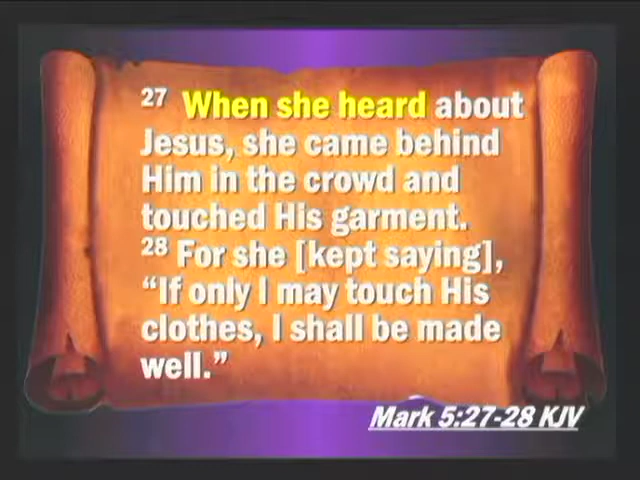 27 When she heard about
Jesus, she came behind
Him in the crowd and
touched His garment.
28 For she [kept saying],
“If only I may touch His
clothes, I shall be made
well.”
Mark 5:27-28 KJV